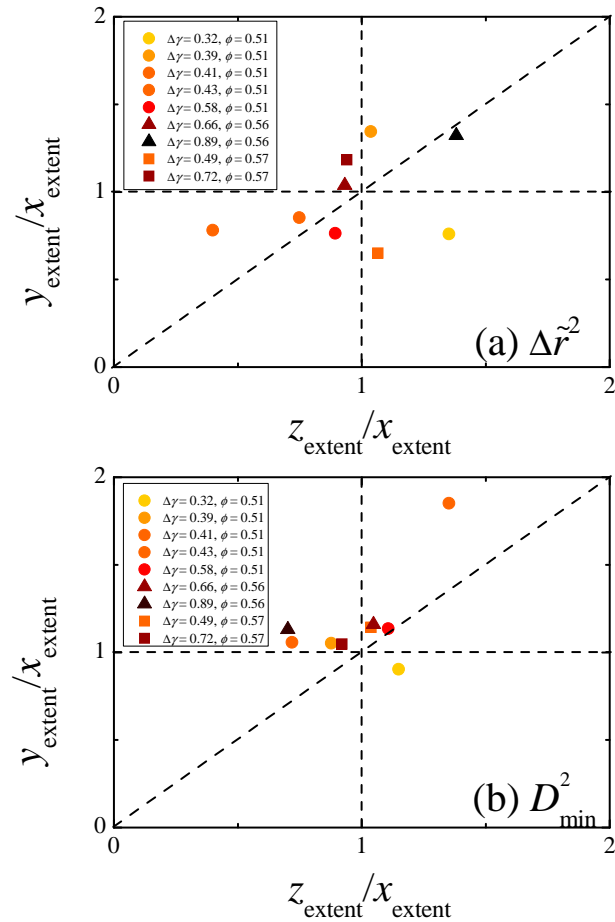 2
Δγ = 0.32, ϕ = 0.51
Δγ = 0.39, ϕ = 0.51
Δγ = 0.41, ϕ = 0.51
Δγ = 0.43, ϕ = 0.51
Δγ = 0.58, ϕ = 0.51
Δγ = 0.66, ϕ = 0.56
Δγ = 0.89, ϕ = 0.56
Δγ = 0.49, ϕ = 0.57
Δγ = 0.72, ϕ = 0.57
1
y_extent/x_extent
(a) Δr̃²
0
0 1 2
z_extent/x_extent
2
Δγ = 0.32, ϕ = 0.51
Δγ = 0.39, ϕ = 0.51
Δγ = 0.41, ϕ = 0.51
Δγ = 0.43, ϕ = 0.51
Δγ = 0.58, ϕ = 0.51
Δγ = 0.66, ϕ = 0.56
Δγ = 0.89, ϕ = 0.56
Δγ = 0.49, ϕ = 0.57
Δγ = 0.72, ϕ = 0.57
1
y_extent/x_extent
(b) D²_min
0
0 1 2
z_extent/x_extent